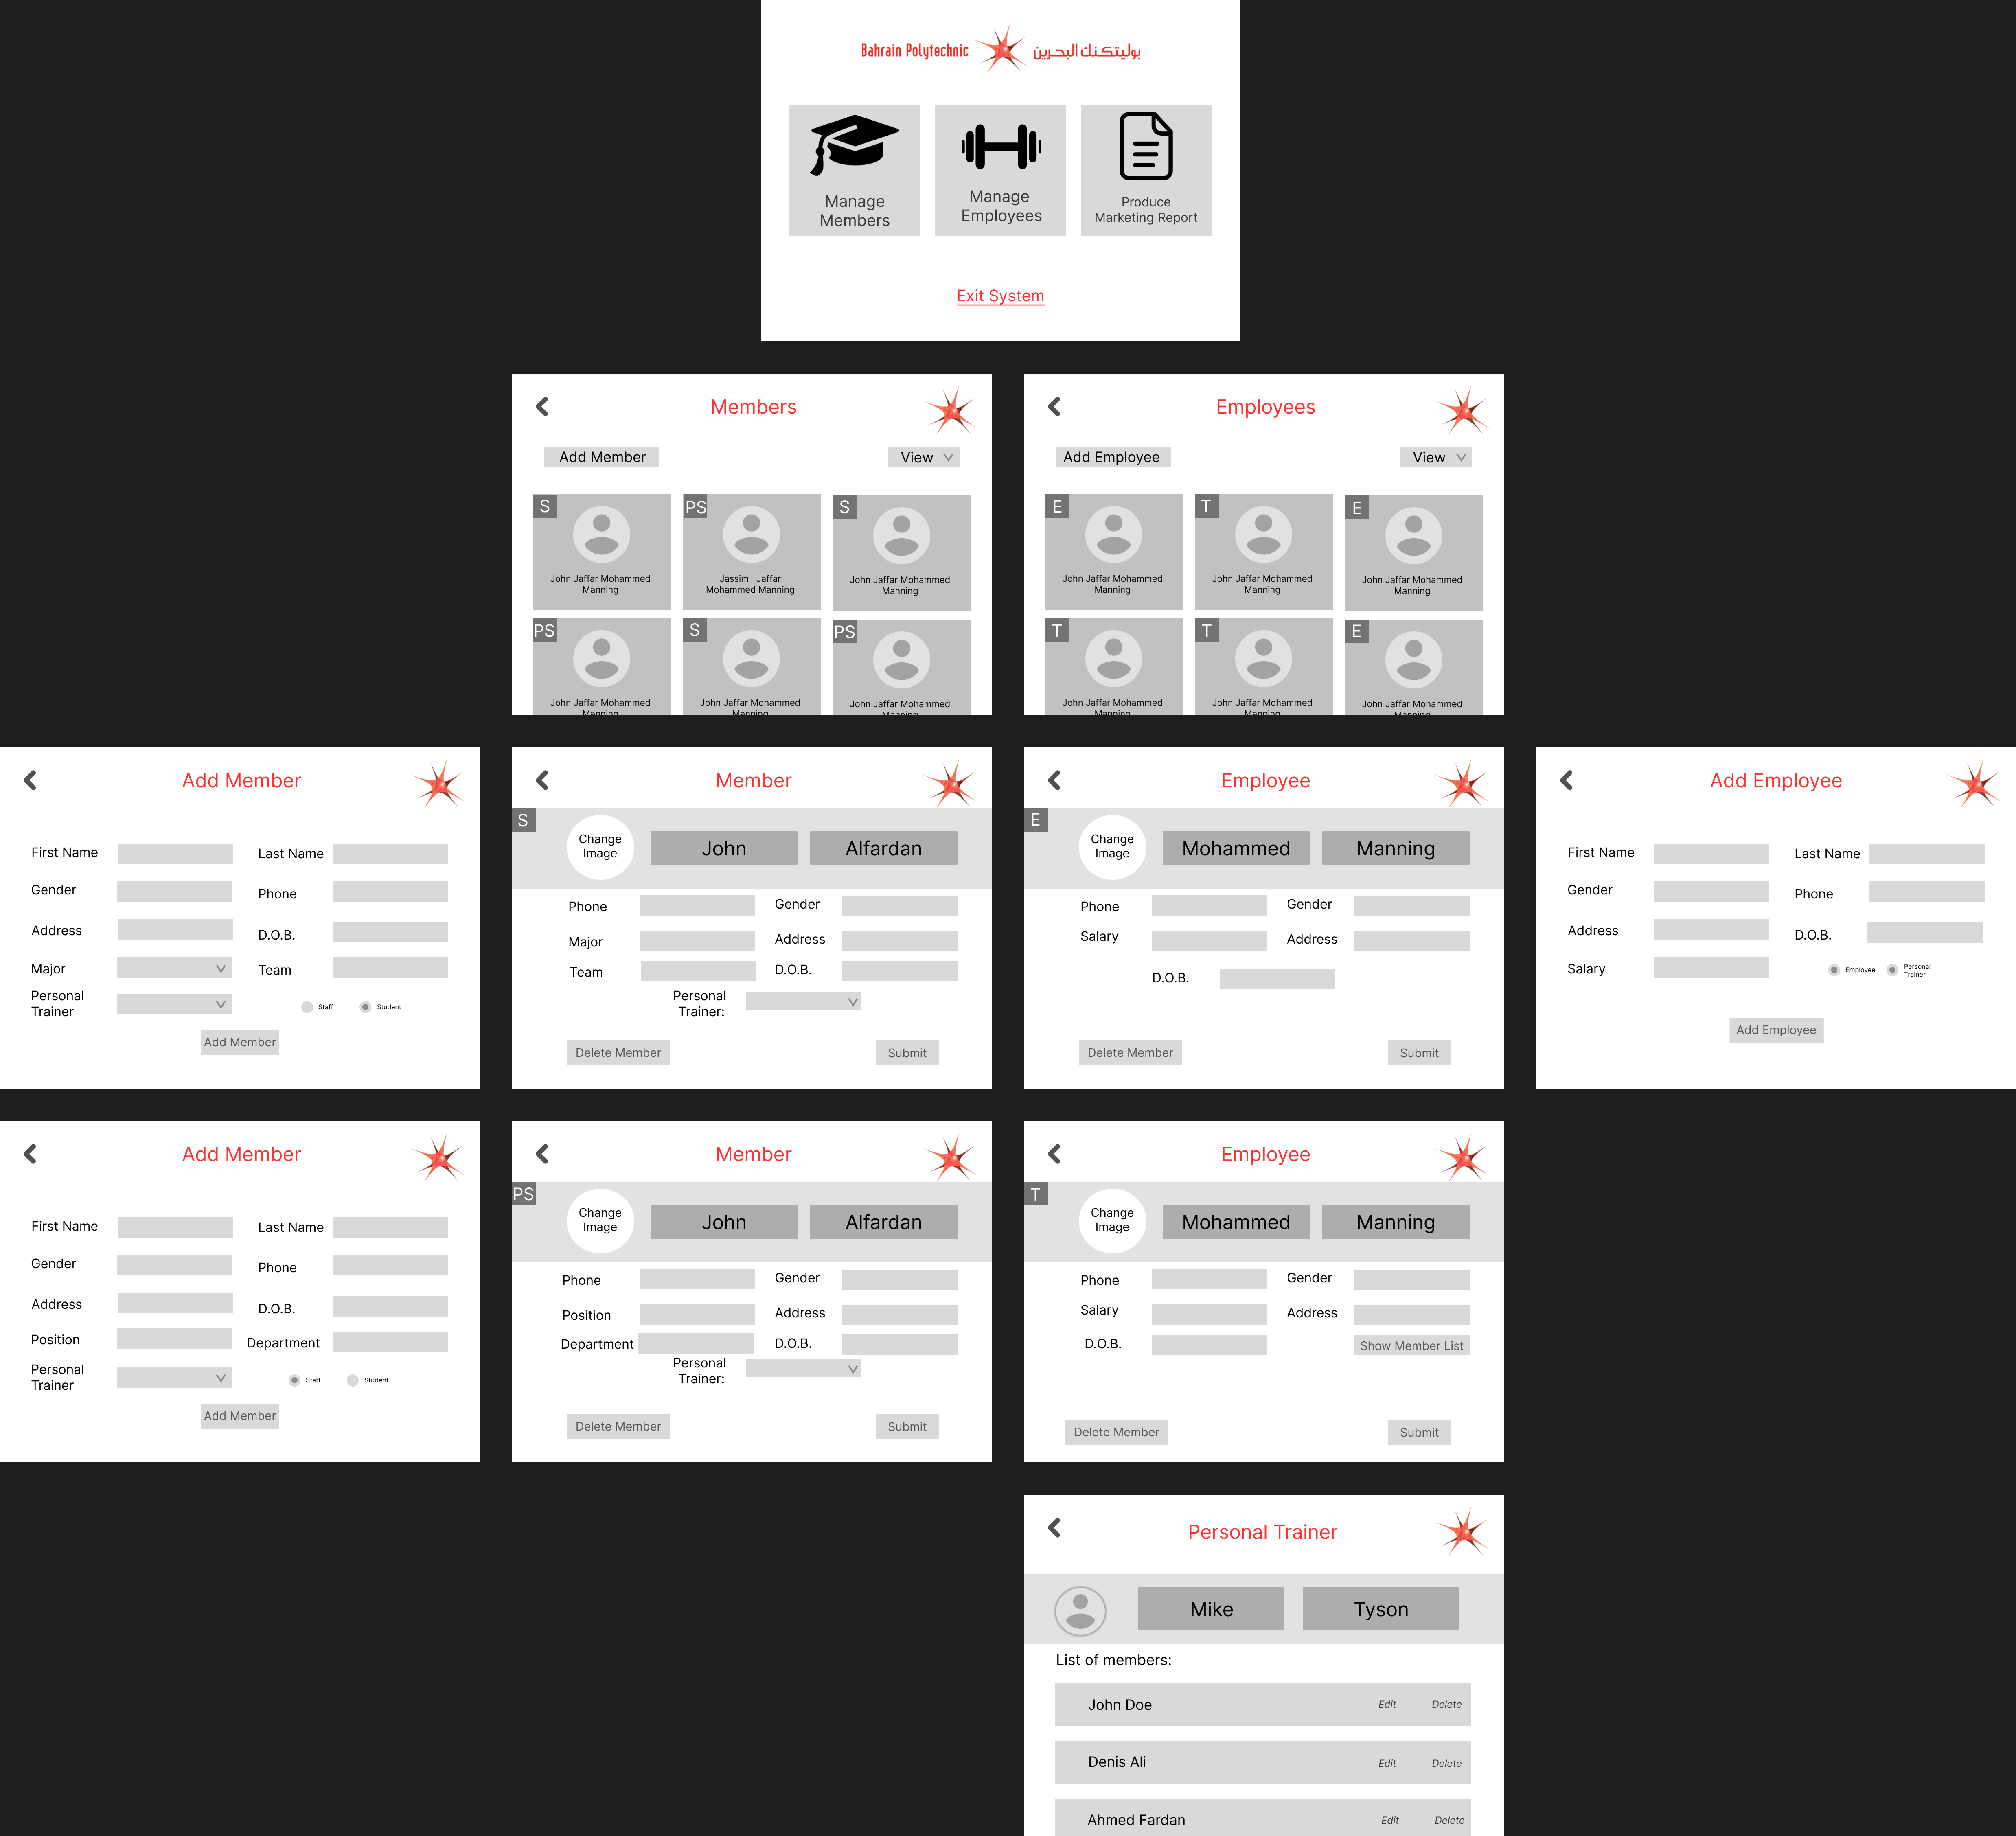 Bahrain Polytechnic بوليتكنك البحرين
Manage
Members
Manage
Employees
Produce
Marketing Report
Exit System
Members
Add Member
View
S
John Jaffar Mohammed
Manning
PS
Jassim Jaffar
Mohammed Manning
S
John Jaffar Mohammed
Manning
PS
John Jaffar Mohammed
Manning
S
John Jaffar Mohammed
Manning
PS
John Jaffar Mohammed
Manning
Employees
Add Employee
View
E
John Jaffar Mohammed
Manning
T
John Jaffar Mohammed
Manning
E
John Jaffar Mohammed
Manning
T
John Jaffar Mohammed
Manning
T
John Jaffar Mohammed
Manning
E
John Jaffar Mohammed
Manning
Add Member
First Name
Last Name
Gender
Phone
Address
D.O.B.
Major
Team
Personal
Trainer
Staff
Student
Add Member
Member
S
Change
Image
John
Alfardan
Phone
Gender
Major
Address
Team
D.O.B.
Personal
Trainer:
Delete Member
Submit
Employee
E
Change
Image
Mohammed
Manning
Phone
Gender
Salary
Address
D.O.B.
Delete Member
Submit
Add Employee
First Name
Last Name
Gender
Phone
Address
D.O.B.
Salary
Employee
Personal
Trainer
Add Employee
Add Member
First Name
Last Name
Gender
Phone
Address
D.O.B.
Position
Department
Personal
Trainer
Staff
Student
Add Member
Member
PS
Change
Image
John
Alfardan
Phone
Gender
Position
Address
Department
D.O.B.
Personal
Trainer:
Delete Member
Submit
Employee
T
Change
Image
Mohammed
Manning
Phone
Gender
Salary
Address
D.O.B.
Show Member List
Delete Member
Submit
Personal Trainer
Mike
Tyson
List of members:
John Doe
Edit
Delete
Denis Ali
Edit
Delete
Ahmed Fardan
Edit
Delete